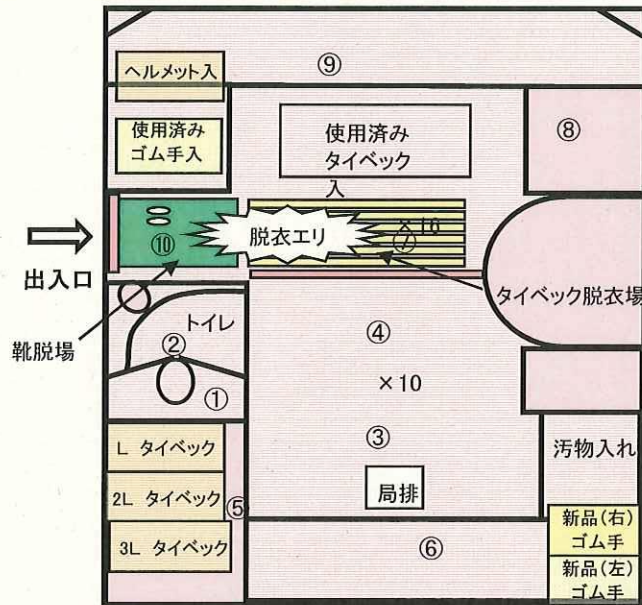 ⑨
ヘルメット入
使用済み
ゴム手入
使用済み
タイベック
入
⑧
⑩
脱衣エリ
⑦
出入口
タイベック脱衣場
靴脱場
トイレ
②
①
④
×10
③
局排
L タイベック
2L タイベック
3L タイベック
⑤
⑥
汚物入れ
新品(右)
ゴム手
新品(左)
ゴム手